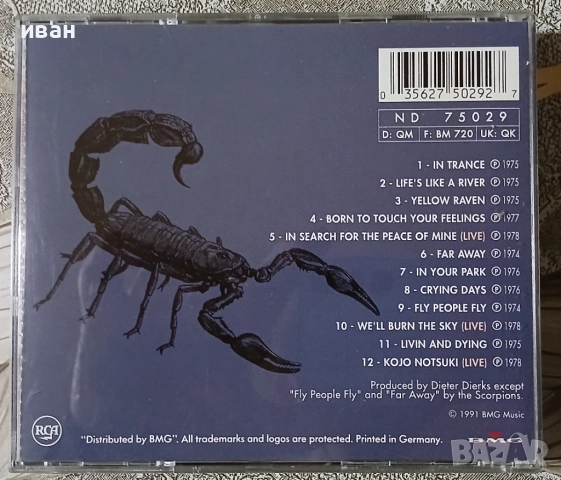 иван
0 35627 50292 7
ND 75029
D: QM F: BM 720 UK: QK
1 - IN TRANCE ℗ 1975
2 - LIFE'S LIKE A RIVER ℗ 1975
3 - YELLOW RAVEN ℗ 1975
4 - BORN TO TOUCH YOUR FEELINGS ℗ 1977
5 - IN SEARCH FOR THE PEACE OF MINE (LIVE) ℗ 1978
6 - FAR AWAY ℗ 1974
7 - IN YOUR PARK ℗ 1976
8 - CRYING DAYS ℗ 1976
9 - FLY PEOPLE FLY ℗ 1974
10 - WE'LL BURN THE SKY (LIVE) ℗ 1978
11 - LIVIN AND DYING ℗ 1975
12 - KOJO NOTSUKI (LIVE) ℗ 1978
Produced by Dieter Dierks except
"Fly People Fly" and "Far Away" by the Scorpions.
© 1991 BMG Music
RCA
"Distributed by BMG". All trademarks and logos are protected. Printed in Germany.
BMG
bazar